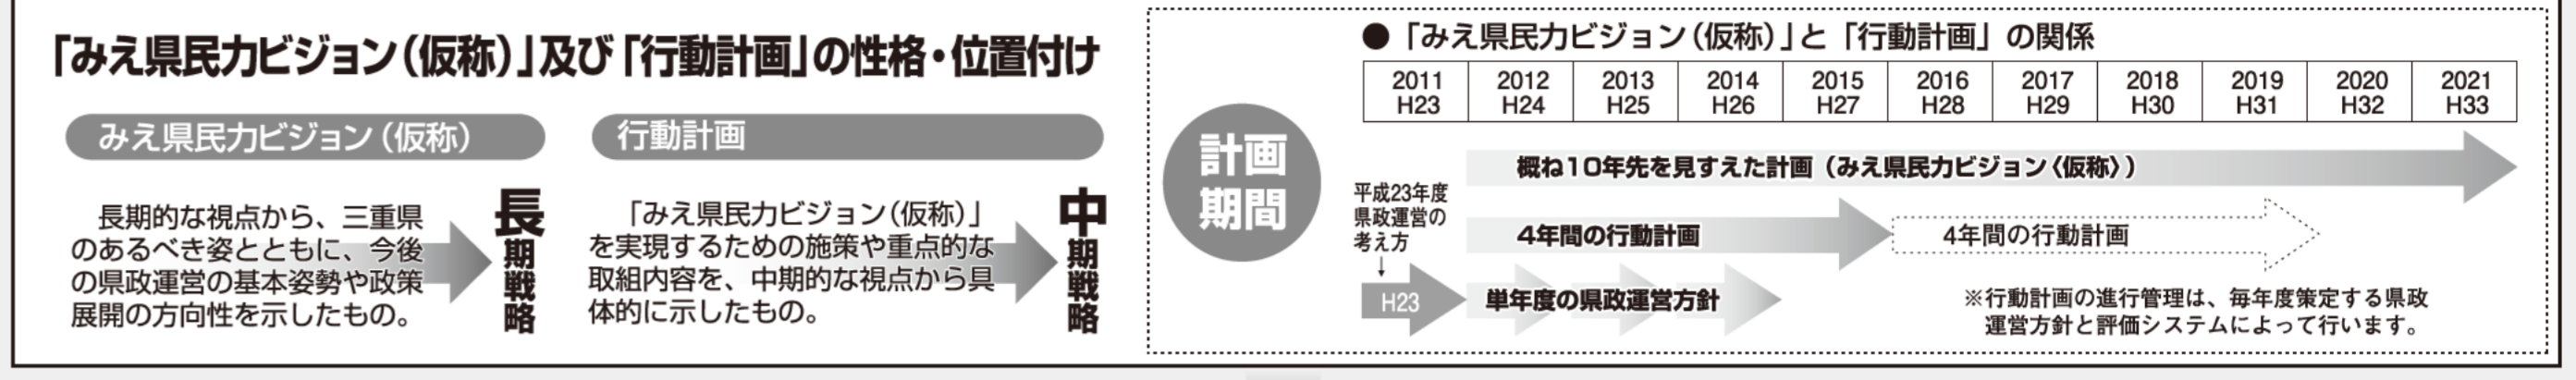 「みえ県民力ビジョン（仮称）」及び「行動計画」の性格・位置付け
みえ県民力ビジョン（仮称）
長期的な視点から、三重県
のあるべき姿とともに、今後
の県政運営の基本姿勢や政策
展開の方向性を示したもの。
長期戦略
行動計画
「みえ県民力ビジョン（仮称）」
を実現するための施策や重点的な
取組内容を、中期的な視点から具
体的に示したもの。
中期戦略
計画
期間
●「みえ県民力ビジョン（仮称）」と「行動計画」の関係
2011 2012 2013 2014 2015 2016 2017 2018 2019 2020 2021
H23 H24 H25 H26 H27 H28 H29 H30 H31 H32 H33
概ね10年先を見すえた計画（みえ県民力ビジョン〈仮称〉）
平成23年度
県政運営の
考え方
↓
4年間の行動計画 4年間の行動計画
H23 単年度の県政運営方針
※行動計画の進行管理は、毎年度策定する県政
運営方針と評価システムによって行います。